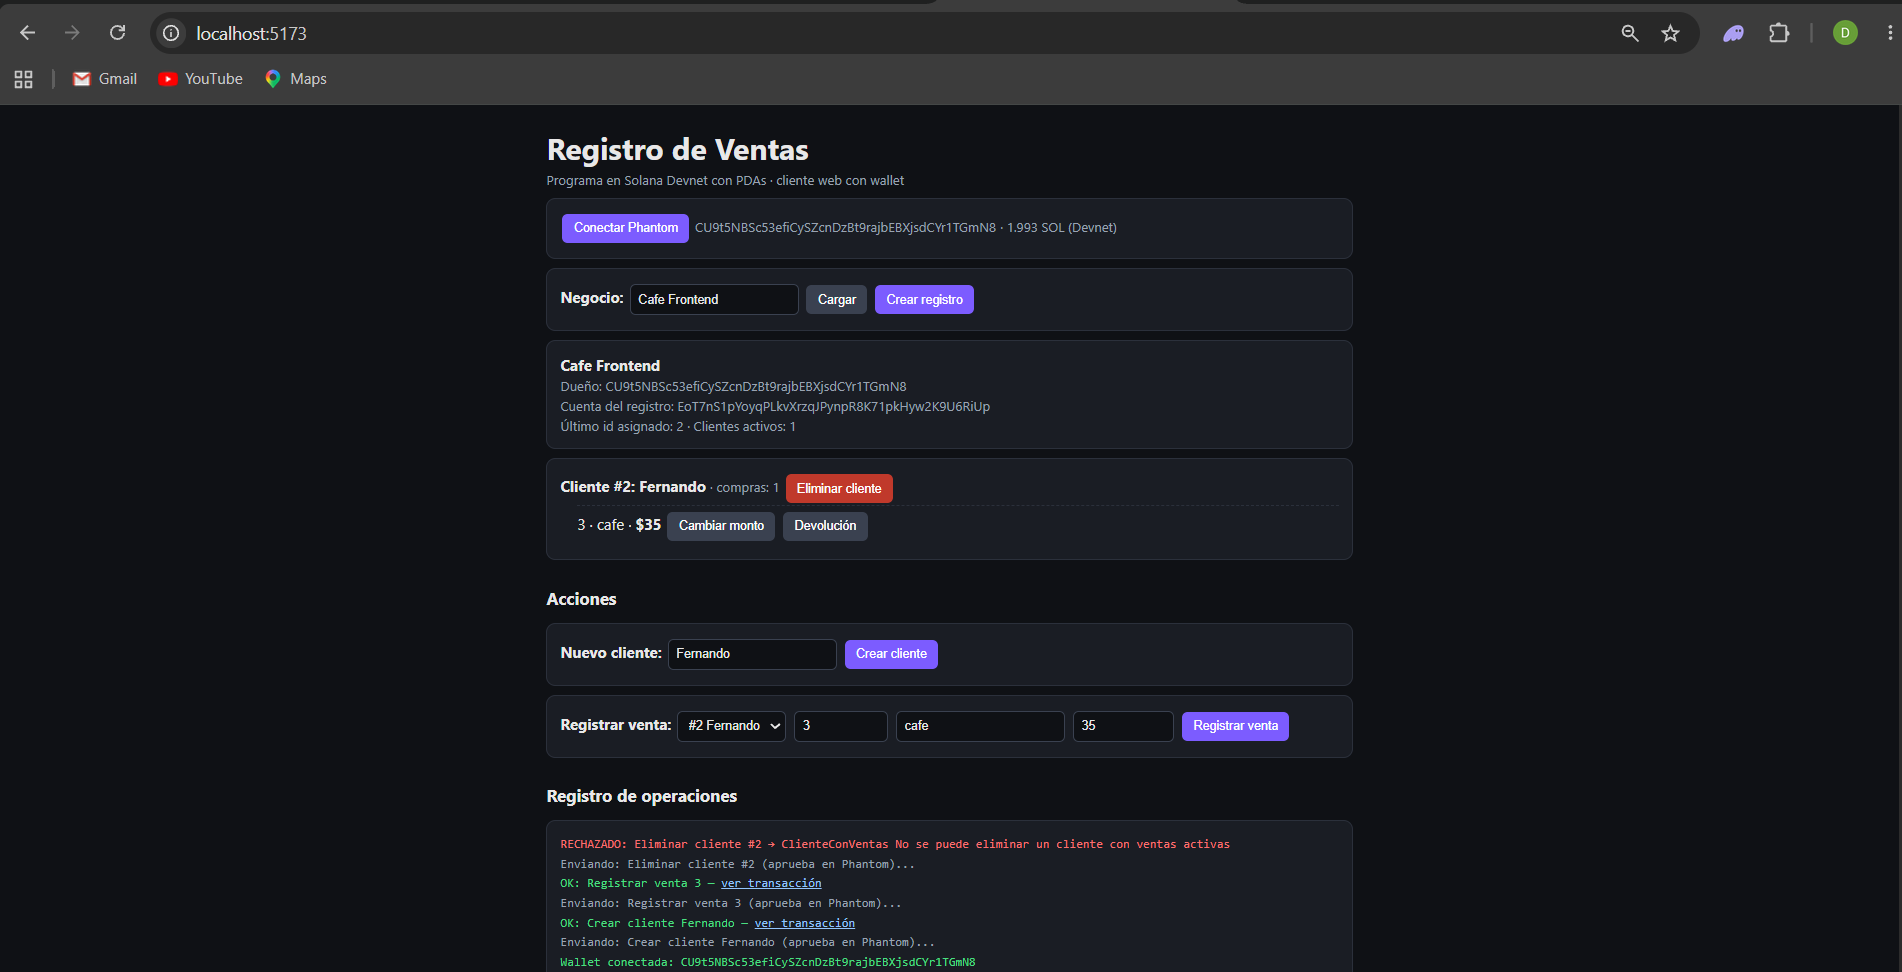 localhost:5173
D
Gmail YouTube Maps
Registro de Ventas
Programa en Solana Devnet con PDAs · cliente web con wallet
Conectar Phantom CU9t5NBSc53efiCySZcnDzBt9rajbEBXjsdCYr1TGmN8 · 1.993 SOL (Devnet)
Negocio: Cafe Frontend Cargar Crear registro
Cafe Frontend
Dueño: CU9t5NBSc53efiCySZcnDzBt9rajbEBXjsdCYr1TGmN8
Cuenta del registro: EoT7nS1pYoyqPLkvXrzqJPynpR8K71pkHyw2K9U6RiUp
Último id asignado: 2 · Clientes activos: 1
Cliente #2: Fernando · compras: 1 Eliminar cliente
3 · cafe · $35 Cambiar monto Devolución
Acciones
Nuevo cliente: Fernando Crear cliente
Registrar venta: #2 Fernando 3 cafe 35 Registrar venta
Registro de operaciones
RECHAZADO: Eliminar cliente #2 → ClienteConVentas No se puede eliminar un cliente con ventas activas
Enviando: Eliminar cliente #2 (aprueba en Phantom)...
OK: Registrar venta 3 — ver transacción
Enviando: Registrar venta 3 (aprueba en Phantom)...
OK: Crear cliente Fernando — ver transacción
Enviando: Crear cliente Fernando (aprueba en Phantom)...
Wallet conectada: CU9t5NBSc53efiCySZcnDzBt9rajbEBXjsdCYr1TGmN8